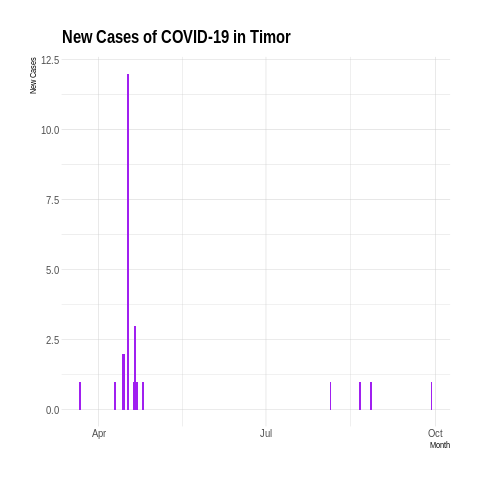 New Cases of COVID-19 in Timor
New Cases
12.5
10.0
7.5
5.0
2.5
0.0
Apr
Jul
Oct
Month